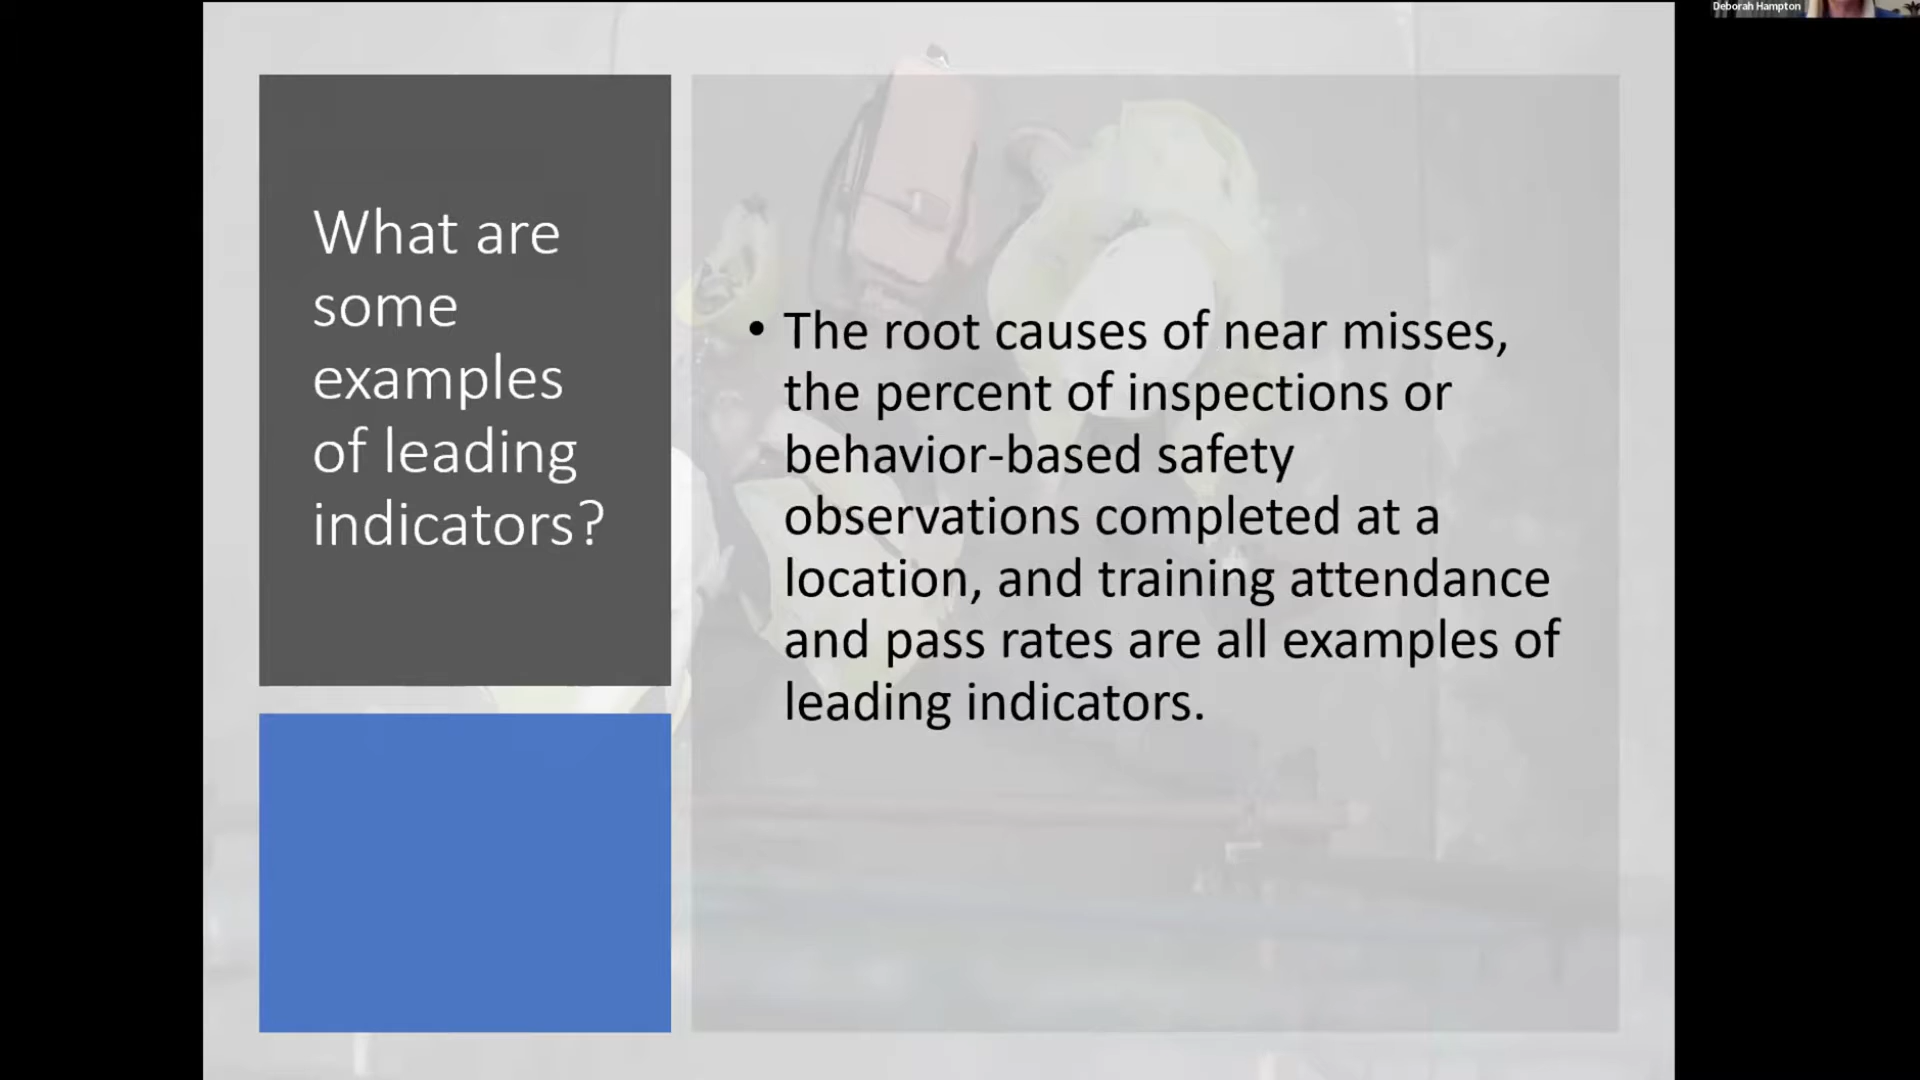 Deborah Hampton
What are
some
examples
of leading
indicators?
• The root causes of near misses,
the percent of inspections or
behavior-based safety
observations completed at a
location, and training attendance
and pass rates are all examples of
leading indicators.